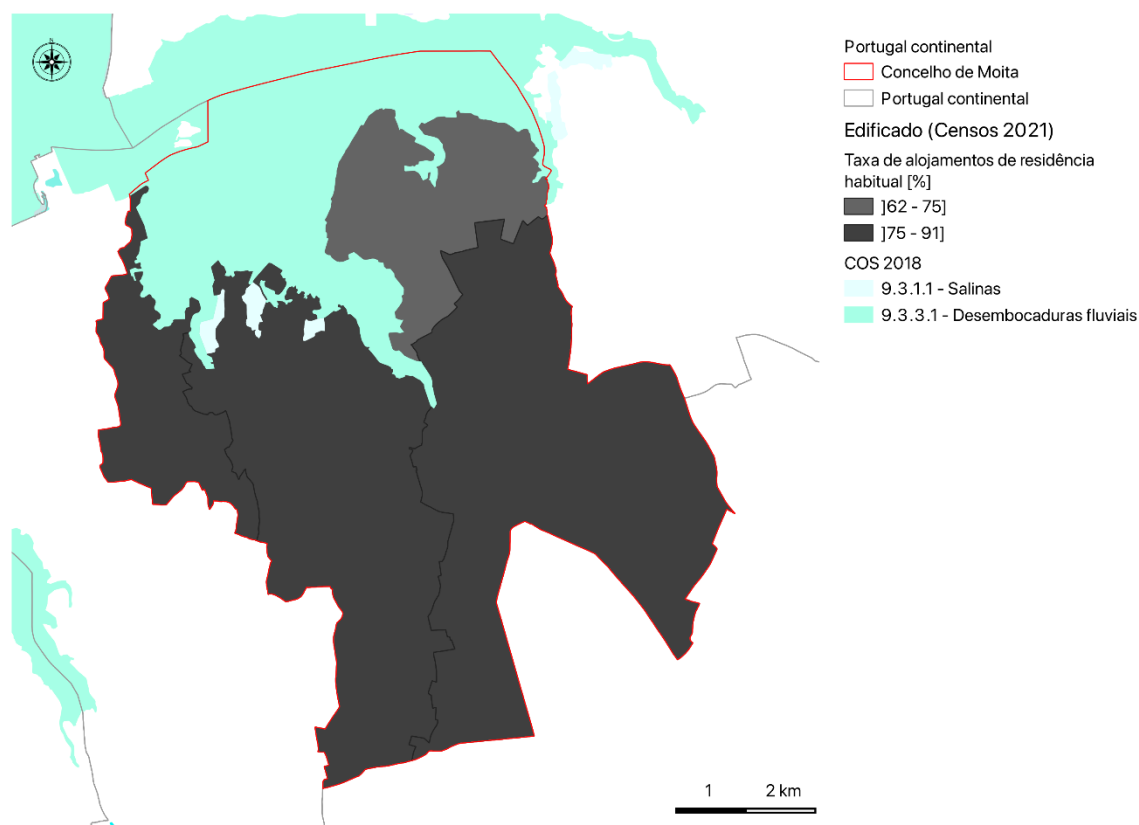 N
Portugal continental
Concelho de Moita
Portugal continental
Edificado (Censos 2021)
Taxa de alojamentos de residência
habitual [%]
]62 - 75]
]75 - 91]
COS 2018
9.3.1.1 - Salinas
9.3.3.1 - Desembocaduras fluviais
1 2 km